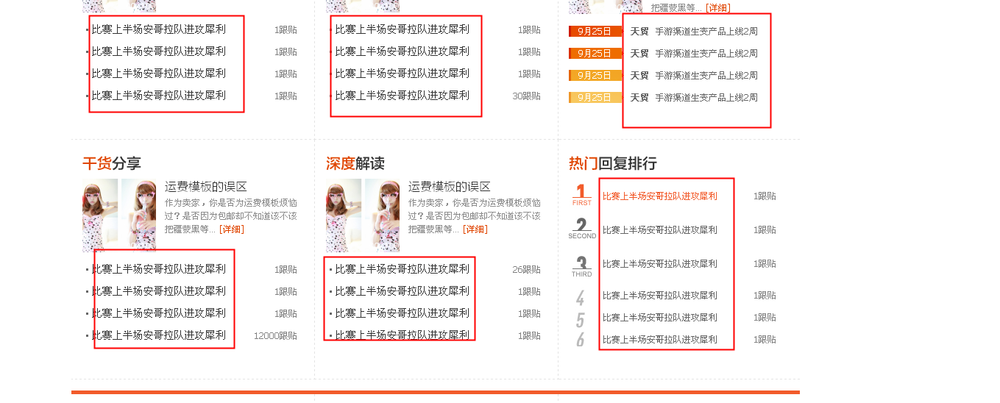 把疆蒙黑等... [详细]
比赛上半场安哥拉队进攻犀利 1跟贴
比赛上半场安哥拉队进攻犀利 1跟贴
比赛上半场安哥拉队进攻犀利 1跟贴
比赛上半场安哥拉队进攻犀利 1跟贴
比赛上半场安哥拉队进攻犀利 1跟贴
比赛上半场安哥拉队进攻犀利 1跟贴
比赛上半场安哥拉队进攻犀利 1跟贴
比赛上半场安哥拉队进攻犀利 30跟贴
9月25日 天贸 手游渠道生变产品上线2周
9月25日 天贸 手游渠道生变产品上线2周
9月25日 天贸 手游渠道生变产品上线2周
9月25日 天贸 手游渠道生变产品上线2周
干货分享
运费模板的误区
作为卖家，你是否为运费模板烦恼
过？是否因为包邮却不知道该不该
把疆蒙黑等... [详细]
比赛上半场安哥拉队进攻犀利 1跟贴
比赛上半场安哥拉队进攻犀利 1跟贴
比赛上半场安哥拉队进攻犀利 1跟贴
比赛上半场安哥拉队进攻犀利 12000跟贴
深度解读
运费模板的误区
作为卖家，你是否为运费模板烦恼
过？是否因为包邮却不知道该不该
把疆蒙黑等... [详细]
比赛上半场安哥拉队进攻犀利 26跟贴
比赛上半场安哥拉队进攻犀利 1跟贴
比赛上半场安哥拉队进攻犀利 1跟贴
比赛上半场安哥拉队进攻犀利 1跟贴
热门回复排行
1 FIRST 比赛上半场安哥拉队进攻犀利 1跟贴
2 SECOND 比赛上半场安哥拉队进攻犀利 1跟贴
3 THIRD 比赛上半场安哥拉队进攻犀利 1跟贴
4 比赛上半场安哥拉队进攻犀利 1跟贴
5 比赛上半场安哥拉队进攻犀利 1跟贴
6 比赛上半场安哥拉队进攻犀利 1跟贴